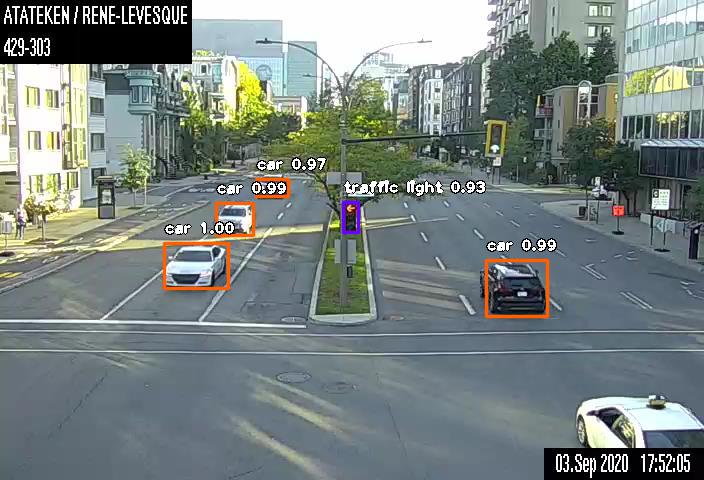 ATATEKEN / RENE-LEVESQUE
429-303
car 0.97
car 0.99
traffic light 0.93
car 1.00
car 0.99
03.Sep 2020 17:52:05